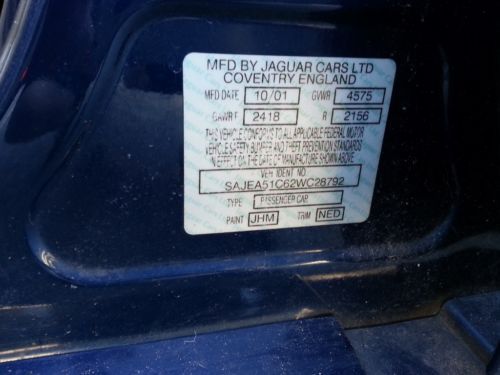 MFD BY JAGUAR CARS LTD
COVENTRY ENGLAND
MFD DATE 10/01 GVWR 4575
GAWR F 2418 R 2156
THIS VEHICLE CONFORMS TO ALL APPLICABLE FEDERAL MOTOR
VEHICLE SAFETY, BUMPER AND THEFT PREVENTION STANDARDS
IN EFFECT ON THE DATE OF MANUFACTURE SHOWN ABOVE
VEH IDENT NO.
SAJEA51C62WC28792
TYPE PASSENGER CAR
PAINT JHM TRIM NED